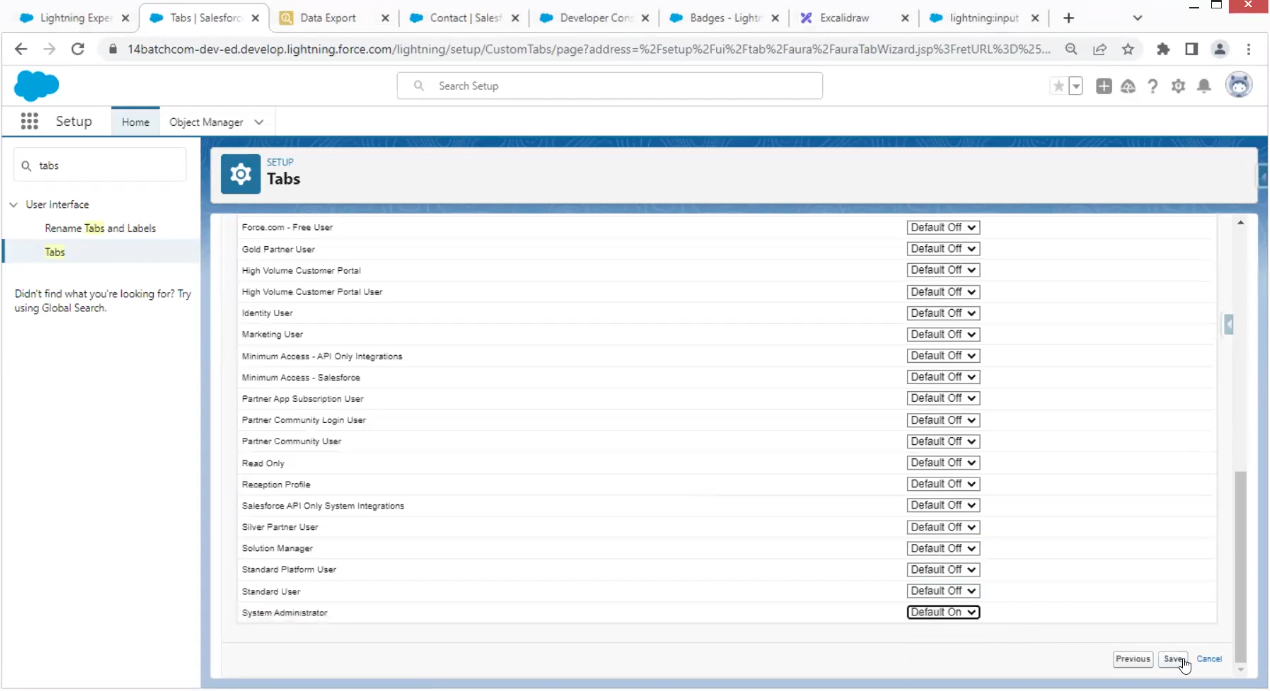 Lightning Exper
Tabs | Salesforc
Data Export
Contact | Salesf
Developer Cons
Badges - Lightn
Excalidraw
lightning:input
14batchcom-dev-ed.develop.lightning.force.com/lightning/setup/CustomTabs/page?address=%2Fsetup%2Fui%2Ftab%2Faura%2FauraTabWizard.jsp%3FretURL%3D%25...
Search Setup
Setup
Home
Object Manager
tabs
User Interface
Rename Tabs and Labels
Tabs
Didn't find what you're looking for? Try
using Global Search.
SETUP
Tabs
Force.com - Free User Default Off
Gold Partner User Default Off
High Volume Customer Portal Default Off
High Volume Customer Portal User Default Off
Identity User Default Off
Marketing User Default Off
Minimum Access - API Only Integrations Default Off
Minimum Access - Salesforce Default Off
Partner App Subscription User Default Off
Partner Community Login User Default Off
Partner Community User Default Off
Read Only Default Off
Reception Profile Default Off
Salesforce API Only System Integrations Default Off
Silver Partner User Default Off
Solution Manager Default Off
Standard Platform User Default Off
Standard User Default Off
System Administrator Default On
Previous Save Cancel